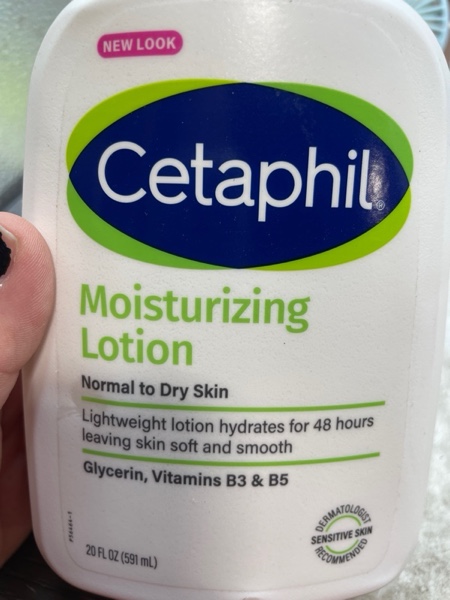 NEW LOOK
Cetaphil®
Moisturizing
Lotion
Normal to Dry Skin
Lightweight lotion hydrates for 48 hours
leaving skin soft and smooth
Glycerin, Vitamins B3 & B5
20 FL OZ (591 mL)
DERMATOLOGIST
SENSITIVE SKIN
RECOMMENDED